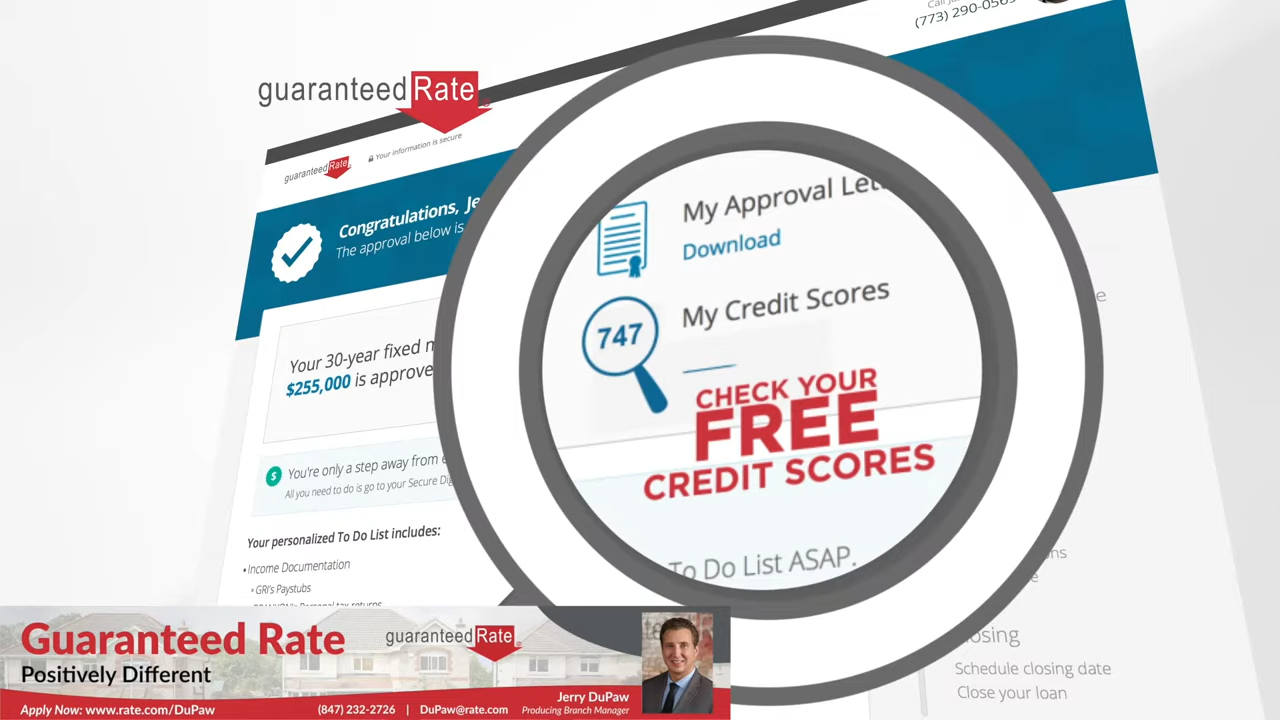 Call
(773) 290-0565
guaranteed Rate
guaranteed Rate
Your information is secure
Congratulations,
The approval below is
Your 30-year fixed
$255,000 is approve
You're only a step away from
All you need to do is go to your Secure
Your personalized To Do List includes:
• Income Documentation
• GRI's Paystubs
Personal tax returns
My Approval
Download
747
My Credit Scores
CHECK YOUR
FREE
CREDIT SCORES
To Do List ASAP.
Schedule closing date
Close your loan
Guaranteed Rate
Positively Different
guaranteed Rate
Jerry DuPaw
Producing Branch Manager
Apply Now: www.rate.com/DuPaw
(847) 232-2726 | DuPaw@rate.com